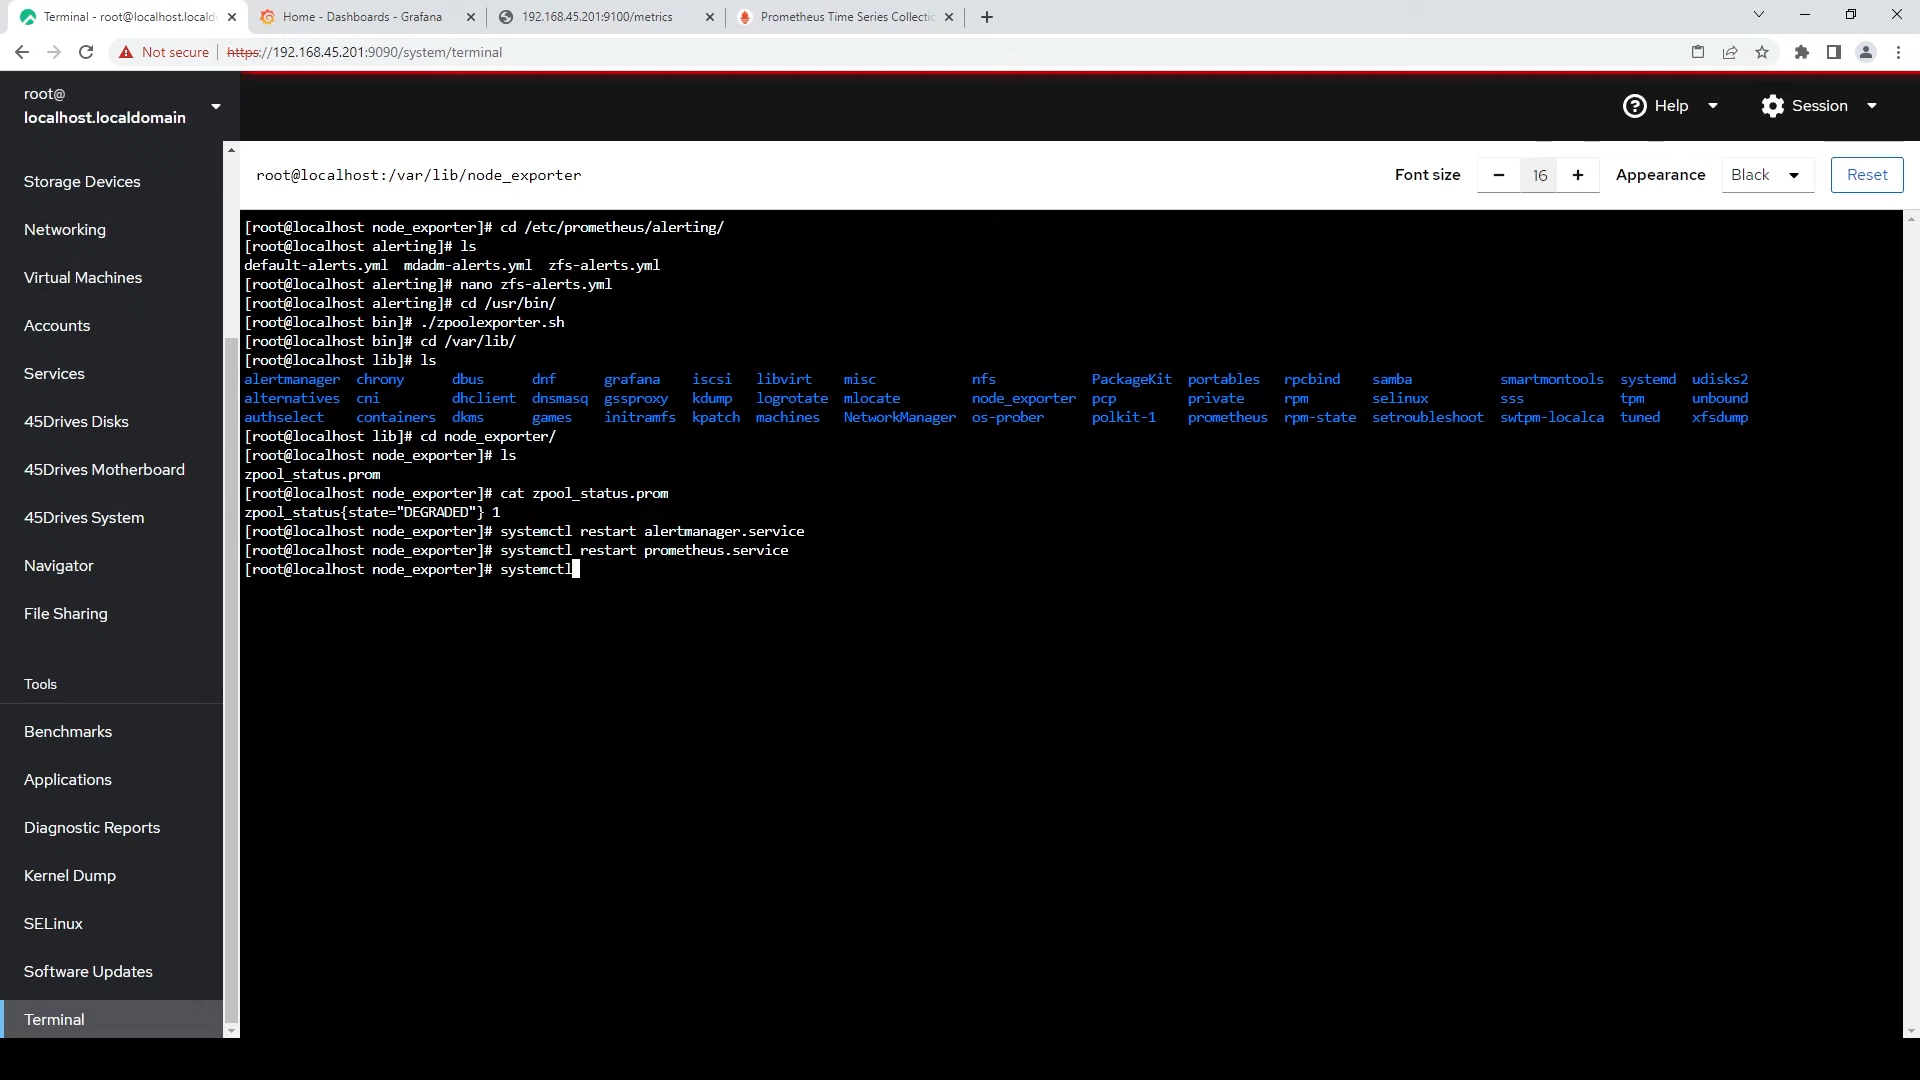 Terminal - root@localhost.locald
Home - Dashboards - Grafana
192.168.45.201:9100/metrics
Prometheus Time Series Collecti
Not secure
https://192.168.45.201:9090/system/terminal
root@
localhost.localdomain
Help
Session
Storage Devices
Networking
Virtual Machines
Accounts
Services
45Drives Disks
45Drives Motherboard
45Drives System
Navigator
File Sharing
Tools
Benchmarks
Applications
Diagnostic Reports
Kernel Dump
SELinux
Software Updates
Terminal
root@localhost:/var/lib/node_exporter
Font size
16
Appearance
Black
Reset
[root@localhost node_exporter]# cd /etc/prometheus/alerting/
[root@localhost alerting]# ls
default-alerts.yml mdadm-alerts.yml zfs-alerts.yml
[root@localhost alerting]# nano zfs-alerts.yml
[root@localhost alerting]# cd /usr/bin/
[root@localhost bin]# ./zpoolexporter.sh
[root@localhost bin]# cd /var/lib/
[root@localhost lib]# ls
alertmanager chrony dbus dnf grafana iscsi libvirt misc nfs PackageKit portables rpcbind samba smartmontools systemd udisks2
alternatives cni dhclient dnsmasq gssproxy kdump logrotate mlocate node_exporter pcp private rpm selinux sss tpm unbound
authselect containers dkms games initramfs kpatch machines NetworkManager os-prober polkit-1 prometheus rpm-state setroubleshoot swtpm-localca tuned xfsdump
[root@localhost lib]# cd node_exporter/
[root@localhost node_exporter]# ls
zpool_status.prom
[root@localhost node_exporter]# cat zpool_status.prom
zpool_status{state="DEGRADED"} 1
[root@localhost node_exporter]# systemctl restart alertmanager.service
[root@localhost node_exporter]# systemctl restart prometheus.service
[root@localhost node_exporter]# systemctl